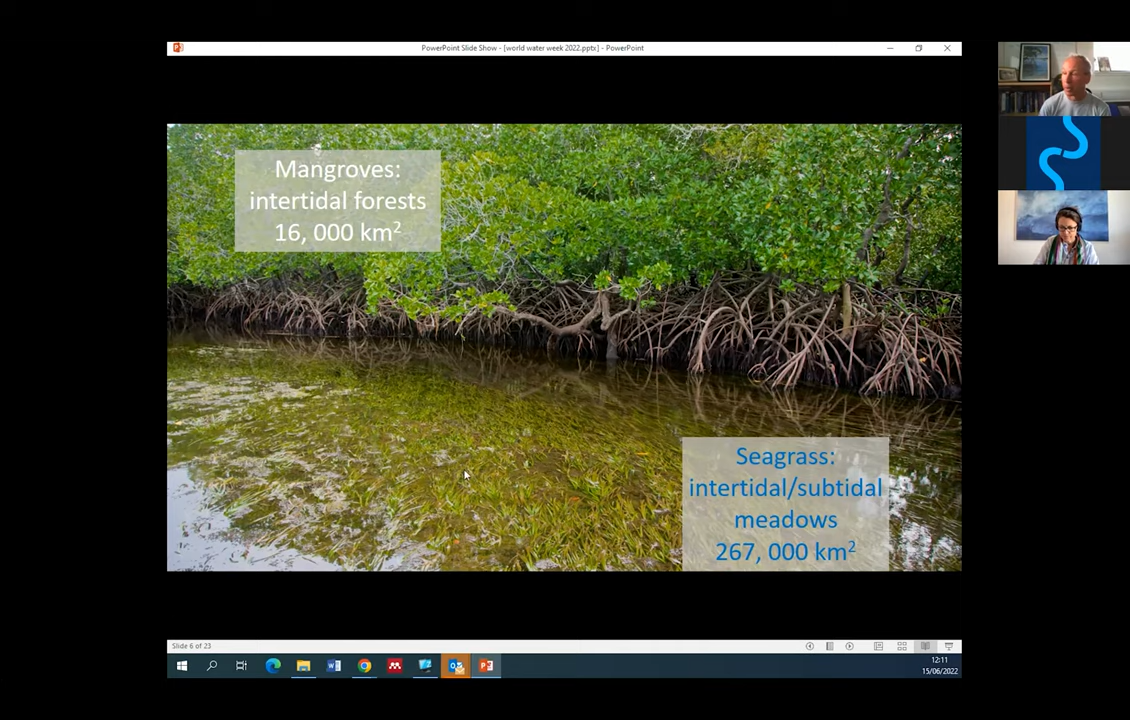 PowerPoint Slide Show - [world water week 2022.pptx] - PowerPoint
Mangroves:
intertidal forests
16, 000 km²
Seagrass:
intertidal/subtidal
meadows
267, 000 km²
Slide 6 of 23
12:11
15/06/2022